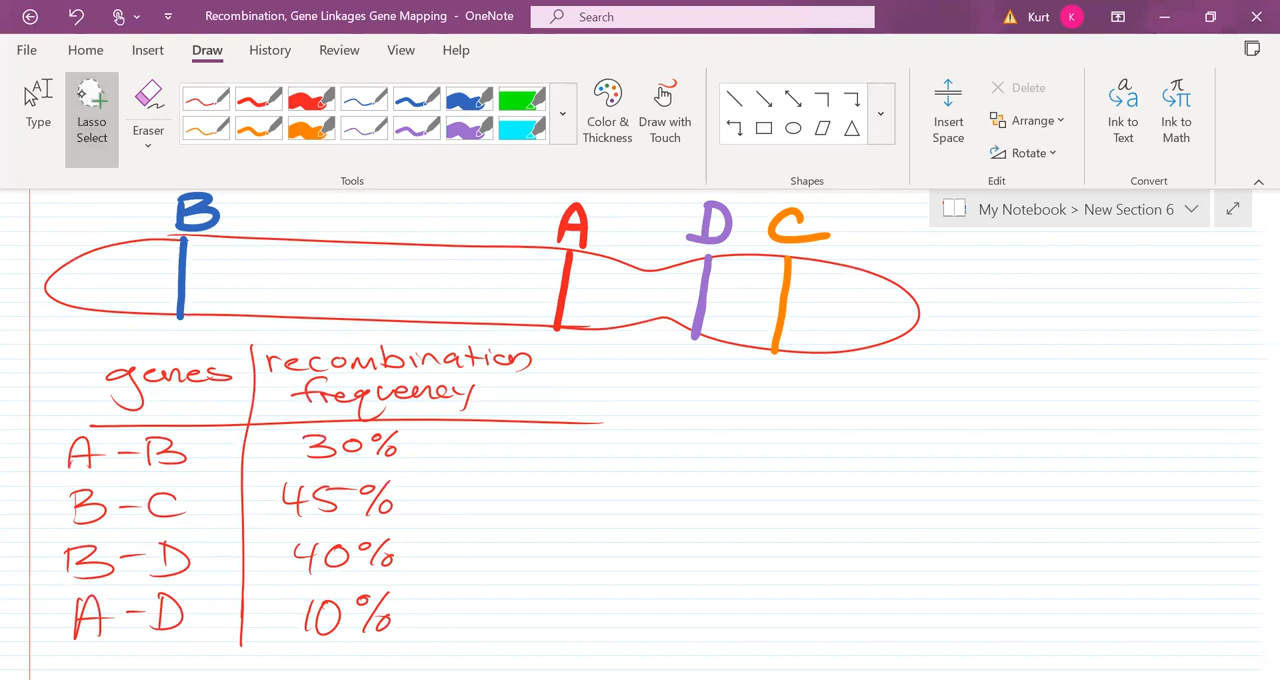 Recombination, Gene Linkages Gene Mapping - OneNote
Search
Kurt
K
File Home Insert Draw History Review View Help
Type
Lasso Select
Eraser
Color & Thickness
Draw with Touch
Insert Space
Delete
Arrange
Rotate
a
a
Ink to Text
π
π
Ink to Math
Tools Shapes Edit Convert
My Notebook > New Section 6
B A D C
genes recombination
frequency
A - B 30%
B - C 45%
B - D 40%
A - D 10%